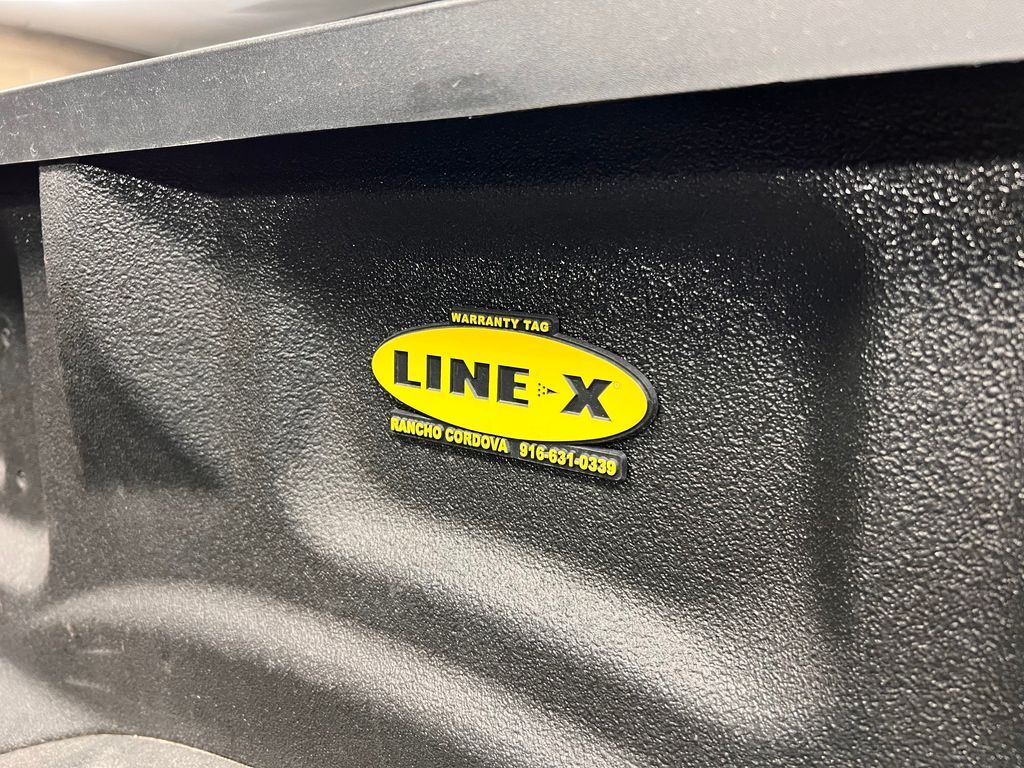 WARRANTY TAG
LINE-X
RANCHO CORDOVA 916-631-0339